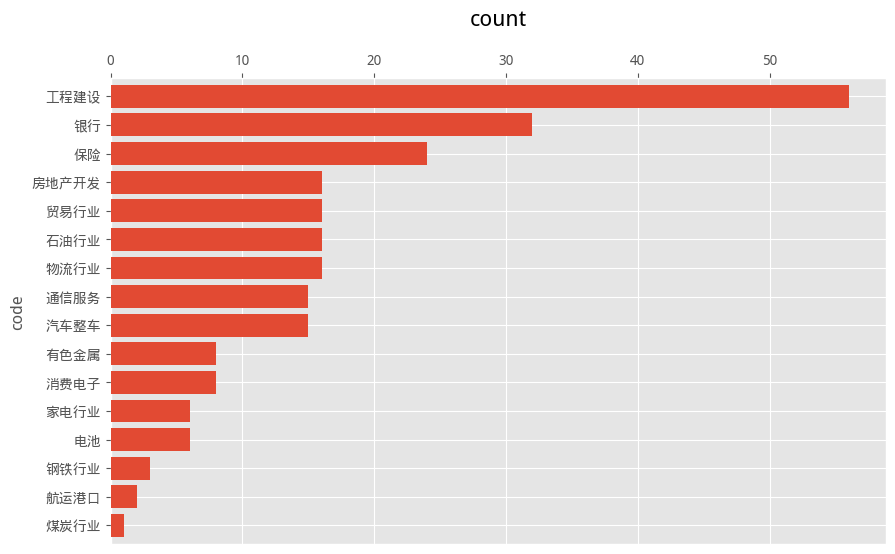 count
0 10 20 30 40 50
工程建设
银行
保险
房地产开发
贸易行业
石油行业
物流行业
通信服务
汽车整车
有色金属
消费电子
家电行业
电池
钢铁行业
航运港口
煤炭行业
code